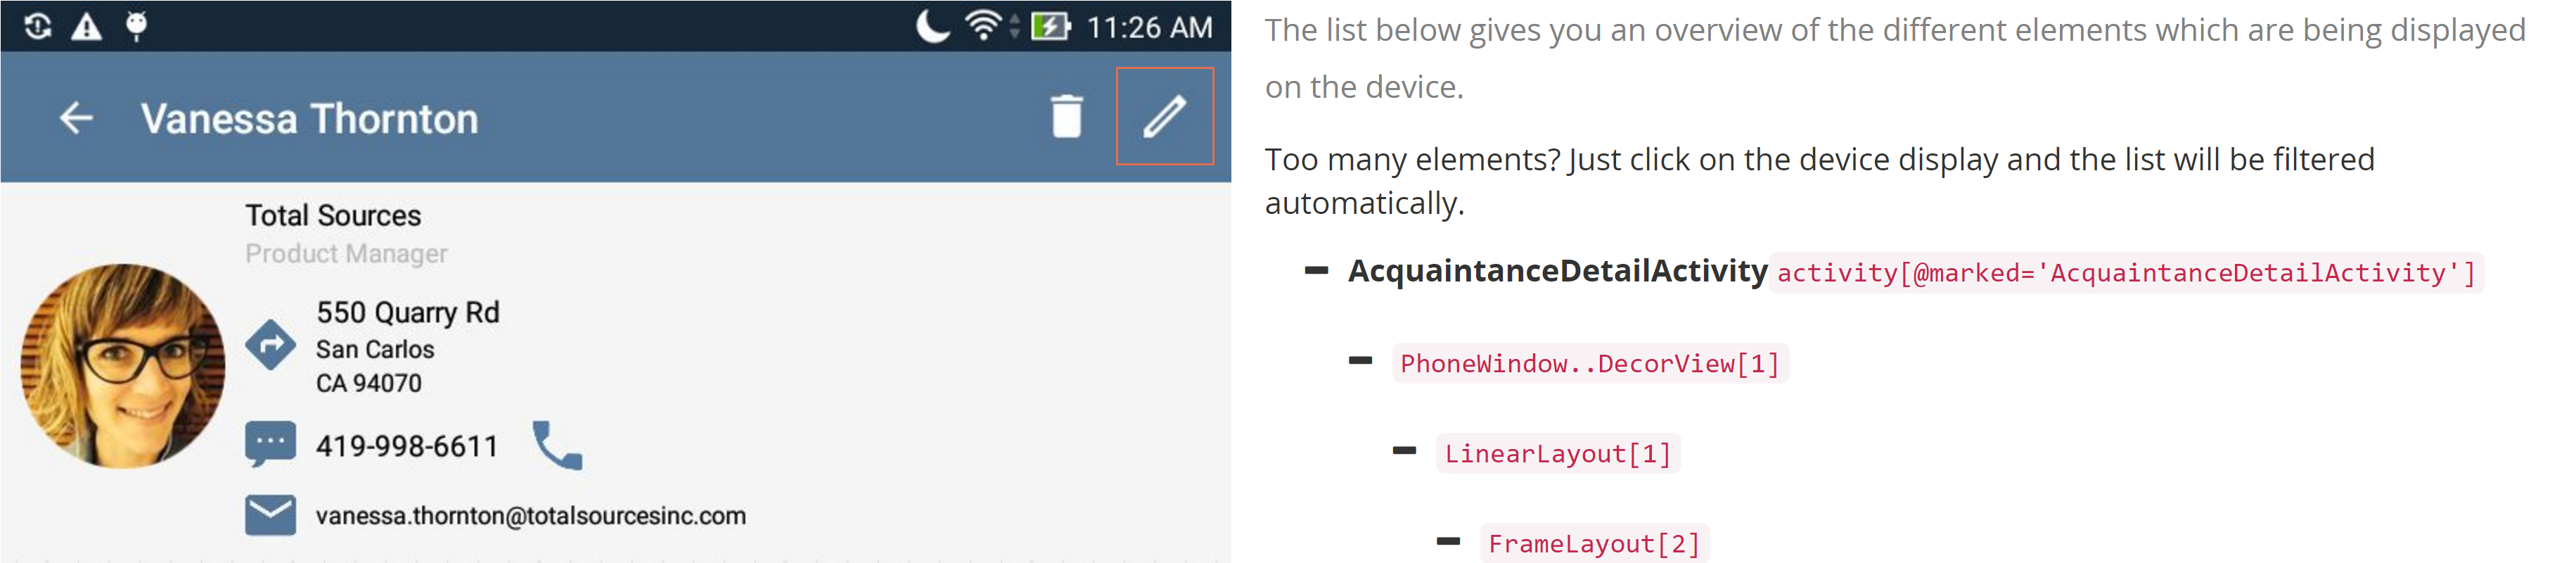 11:26 AM
Vanessa Thornton
Total Sources
Product Manager
550 Quarry Rd
San Carlos
CA 94070
419-998-6611
vanessa.thornton@totalsourcesinc.com
The list below gives you an overview of the different elements which are being displayed
on the device.
Too many elements? Just click on the device display and the list will be filtered
automatically.
AcquaintanceDetailActivity activity[@marked='AcquaintanceDetailActivity']
PhoneWindow..DecorView[1]
LinearLayout[1]
FrameLayout[2]